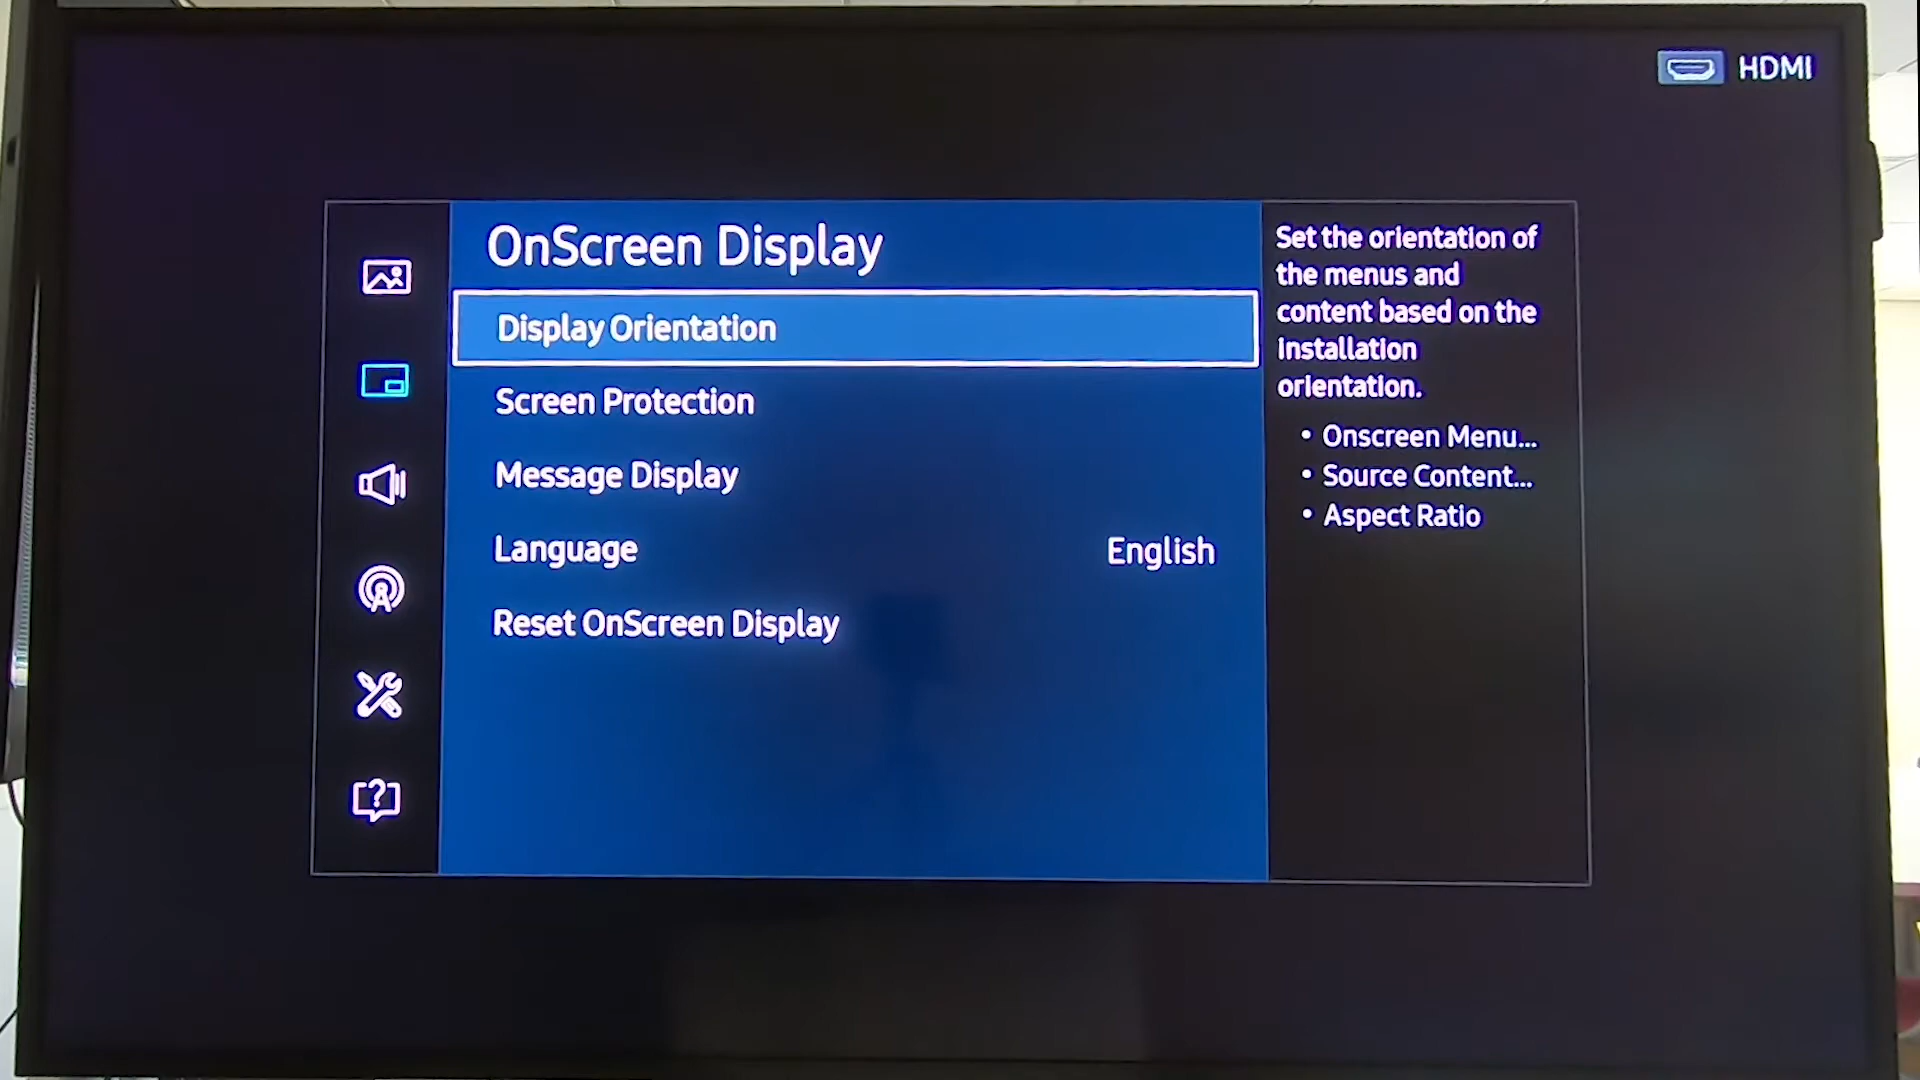 HDMI
OnScreen Display
Display Orientation
Screen Protection
Message Display
Language English
Reset OnScreen Display
Set the orientation of
the menus and
content based on the
installation
orientation.
• Onscreen Menu...
• Source Content...
• Aspect Ratio